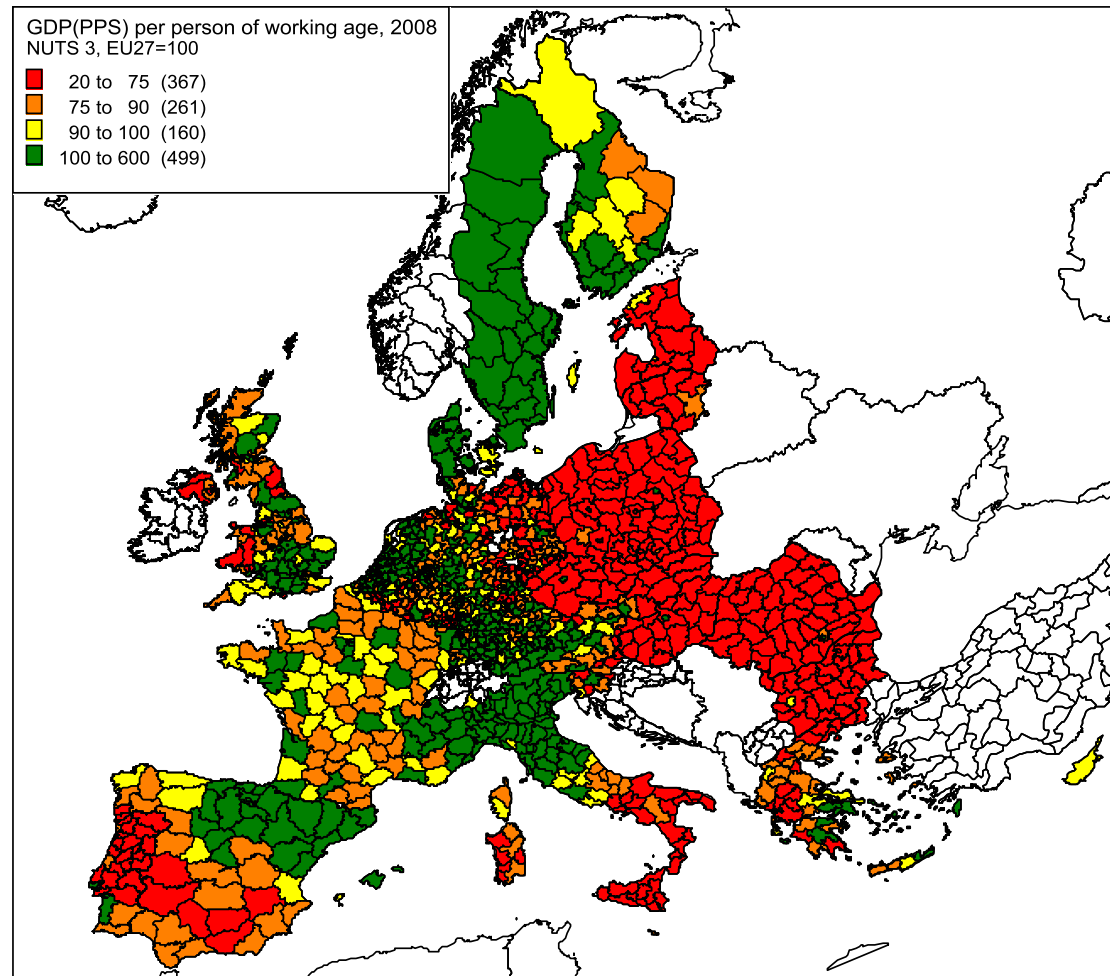 GDP(PPS) per person of working age, 2008
NUTS 3, EU27=100
20 to 75 (367)
75 to 90 (261)
90 to 100 (160)
100 to 600 (499)